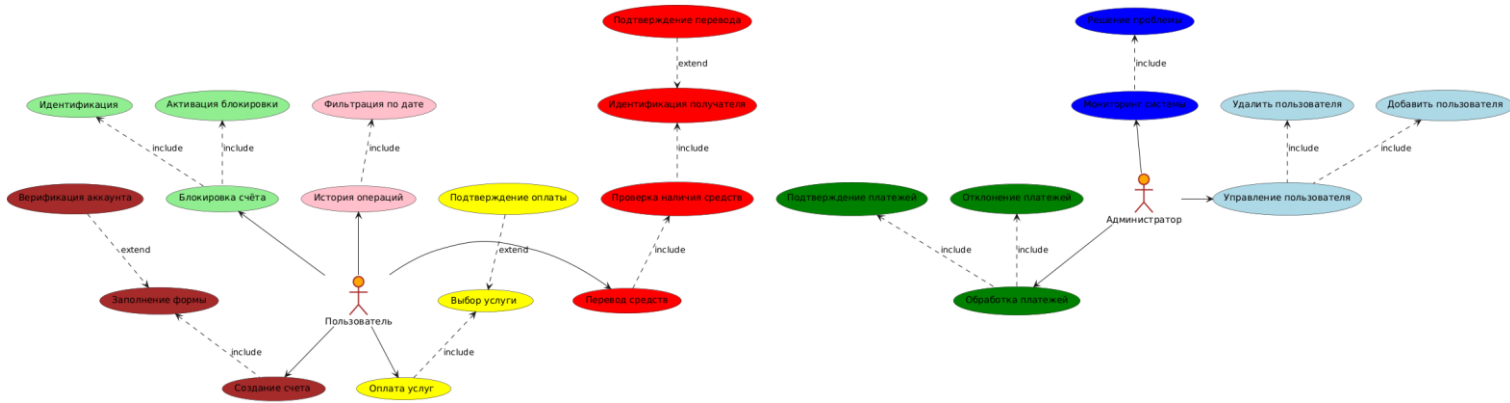 Подтверждение перевода
Решение проблемы
extend
include
Идентификация
Активация блокировки
Фильтрация по дате
Идентификация получателя
Мониторинг системы
Удалить пользователя
Добавить пользователя
include
include
include
include
include
include
Верификация аккаунта
Блокировка счёта
История операций
Подтверждение оплаты
Проверка наличия средств
Подтверждение платежей
Отклонение платежей
Администратор
Управление пользователя
extend
extend
include
include
include
Заполнение формы
Пользователь
Выбор услуги
Перевод средств
Обработка платежей
include
include
Создание счета
Оплата услуг